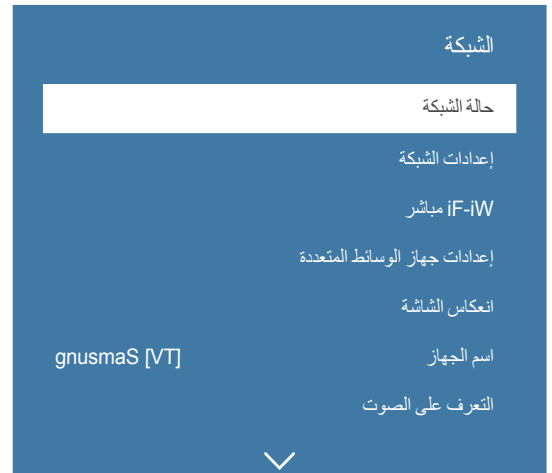 الشبكة
حالة الشبكة
إعدادات الشبكة
iF-iW مباشر
إعدادات جهاز الوسائط المتعددة
انعكاس الشاشة
اسم الجهاز gnusmaS [VT]
التعرف على الصوت